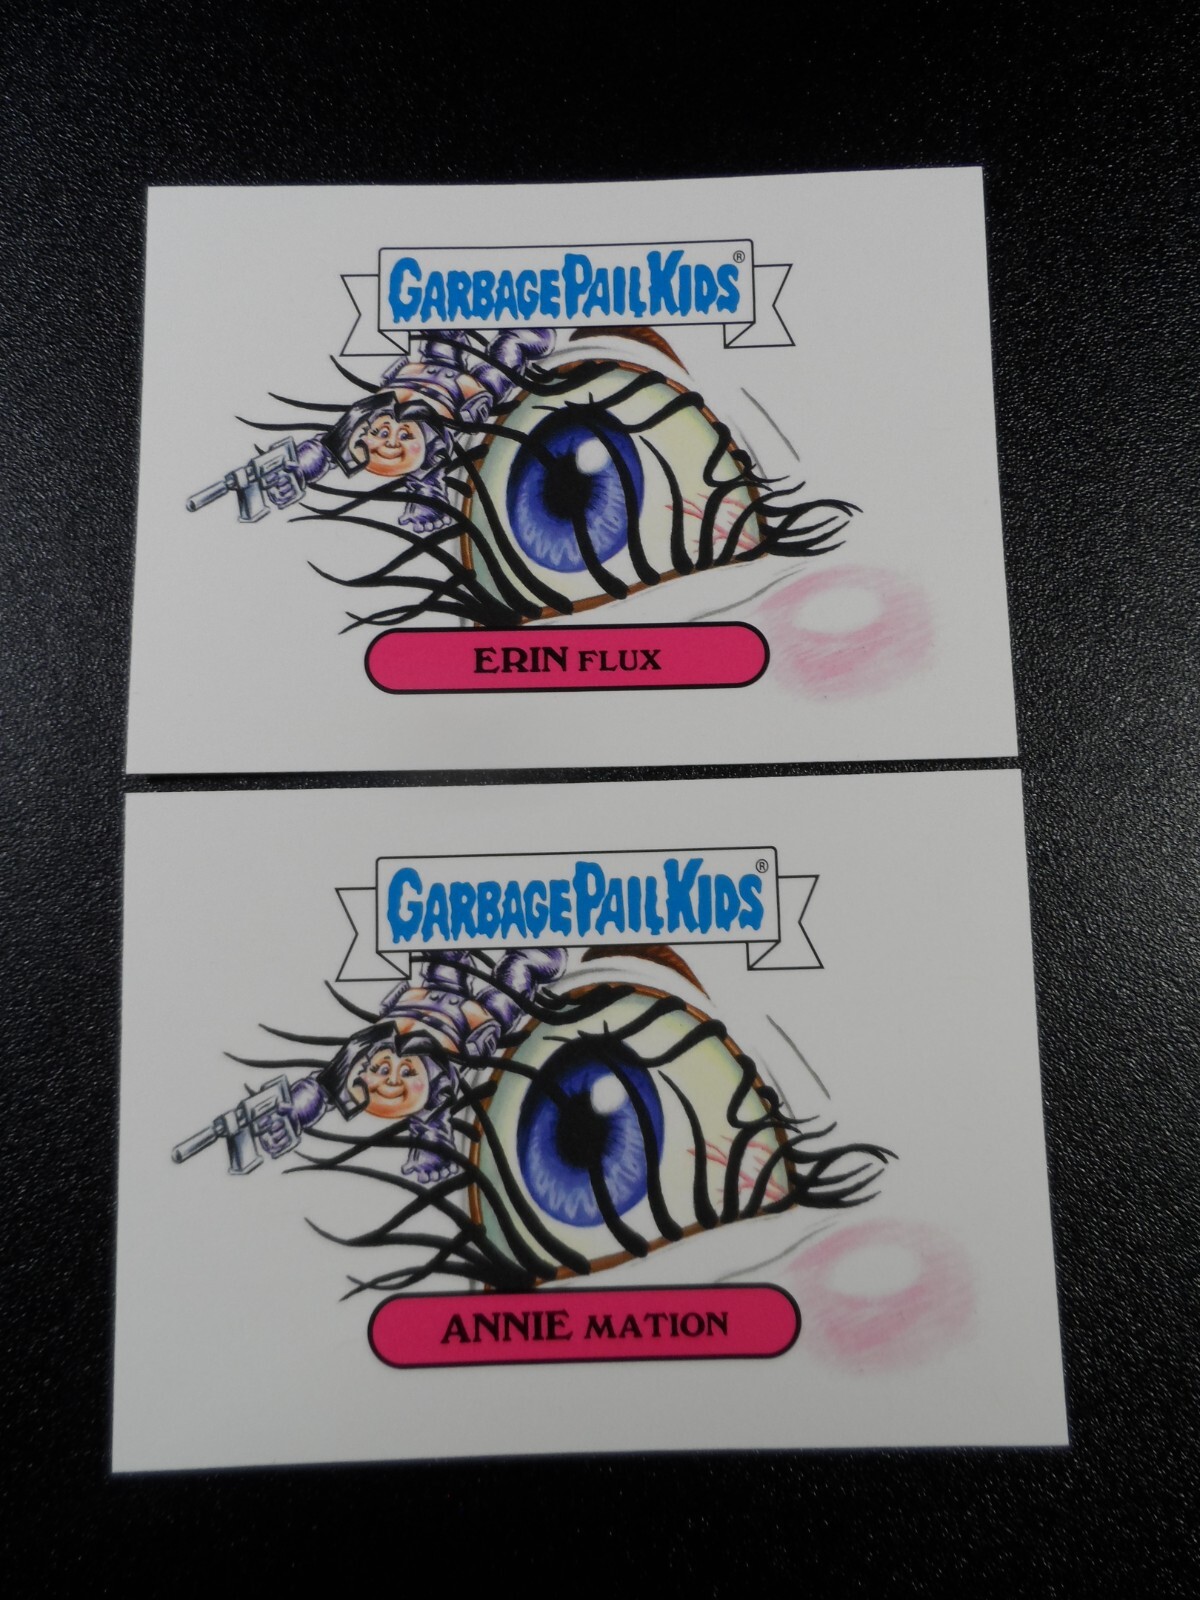 GARBAGE PAIL KIDS®
ERIN FLUX
GARBAGE PAIL KIDS®
ANNIE MATION